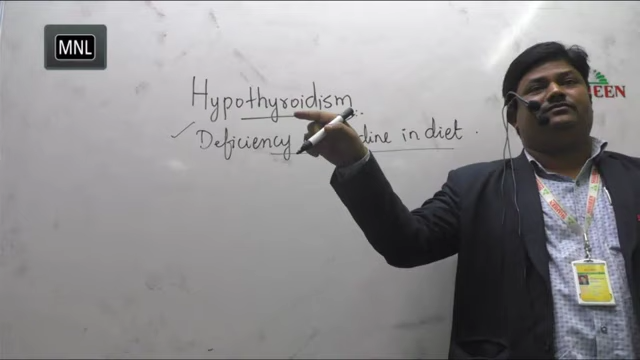 MNL
Hypothyroidism.
✓ Deficiency dine in diet.
EEN